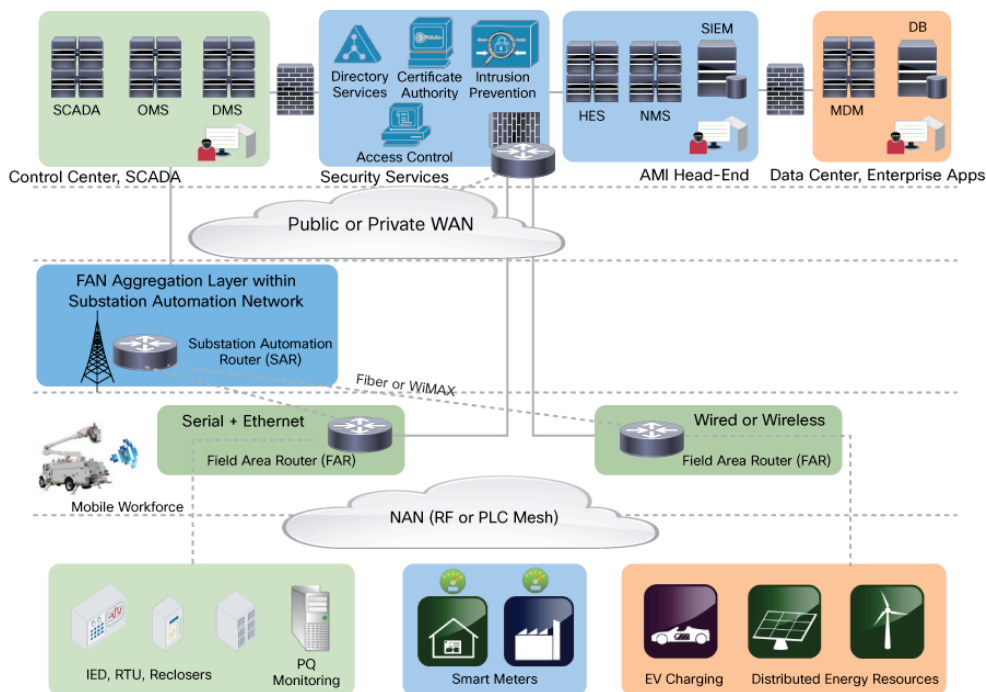 SIEM
DB
Directory
Services
Certificate
Authority
Intrusion
Prevention
SCADA
OMS
DMS
HES
NMS
MDM
Access Control
Control Center, SCADA
Security Services
AMI Head-End
Data Center, Enterprise Apps
Public or Private WAN
FAN Aggregation Layer within
Substation Automation Network
Substation Automation
Router (SAR)
Fiber or WiMAX
Serial + Ethernet
Field Area Router (FAR)
Wired or Wireless
Field Area Router (FAR)
Mobile Workforce
NAN (RF or PLC Mesh)
IED, RTU, Reclosers
PQ
Monitoring
Smart Meters
EV Charging
Distributed Energy Resources